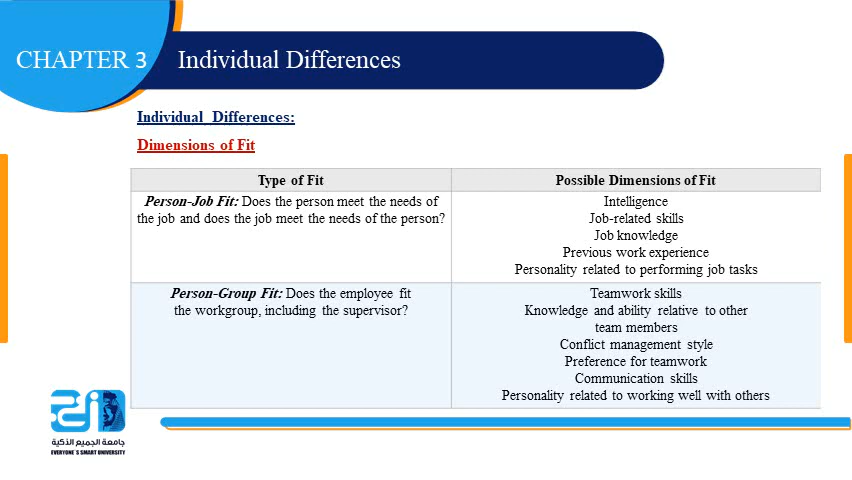 CHAPTER 3
Individual Differences
Individual Differences:
Dimensions of Fit
Type of Fit
Possible Dimensions of Fit
Person-Job Fit: Does the person meet the needs of
the job and does the job meet the needs of the person?
Intelligence
Job-related skills
Job knowledge
Previous work experience
Personality related to performing job tasks
Person-Group Fit: Does the employee fit
the workgroup, including the supervisor?
Teamwork skills
Knowledge and ability relative to other
team members
Conflict management style
Preference for teamwork
Communication skills
Personality related to working well with others
جامعة الجميع الذكية
EVERYONE'S SMART UNIVERSITY